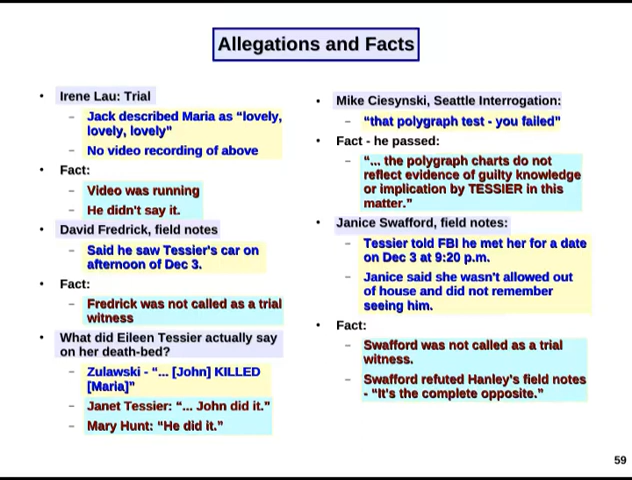 Allegations and Facts
• Irene Lau: Trial
– Jack described Maria as “lovely,
lovely, lovely”
– No video recording of above
• Fact:
– Video was running
– He didn't say it.
• David Fredrick, field notes
– Said he saw Tessier's car on
afternoon of Dec 3.
• Fact:
– Fredrick was not called as a trial
witness
• What did Eileen Tessier actually say
on her death-bed?
– Zulawski - “... [John] KILLED
[Maria]”
– Janet Tessier: “... John did it.”
– Mary Hunt: “He did it.”
• Mike Ciesynski, Seattle Interrogation:
– “that polygraph test - you failed”
• Fact - he passed:
– “... the polygraph charts do not
reflect evidence of guilty knowledge
or implication by TESSIER in this
matter.”
• Janice Swafford, field notes:
– Tessier told FBI he met her for a date
on Dec 3 at 9:20 p.m.
– Janice said she wasn't allowed out
of house and did not remember
seeing him.
• Fact:
– Swafford was not called as a trial
witness.
– Swafford refuted Hanley's field notes
- “It's the complete opposite.”
59